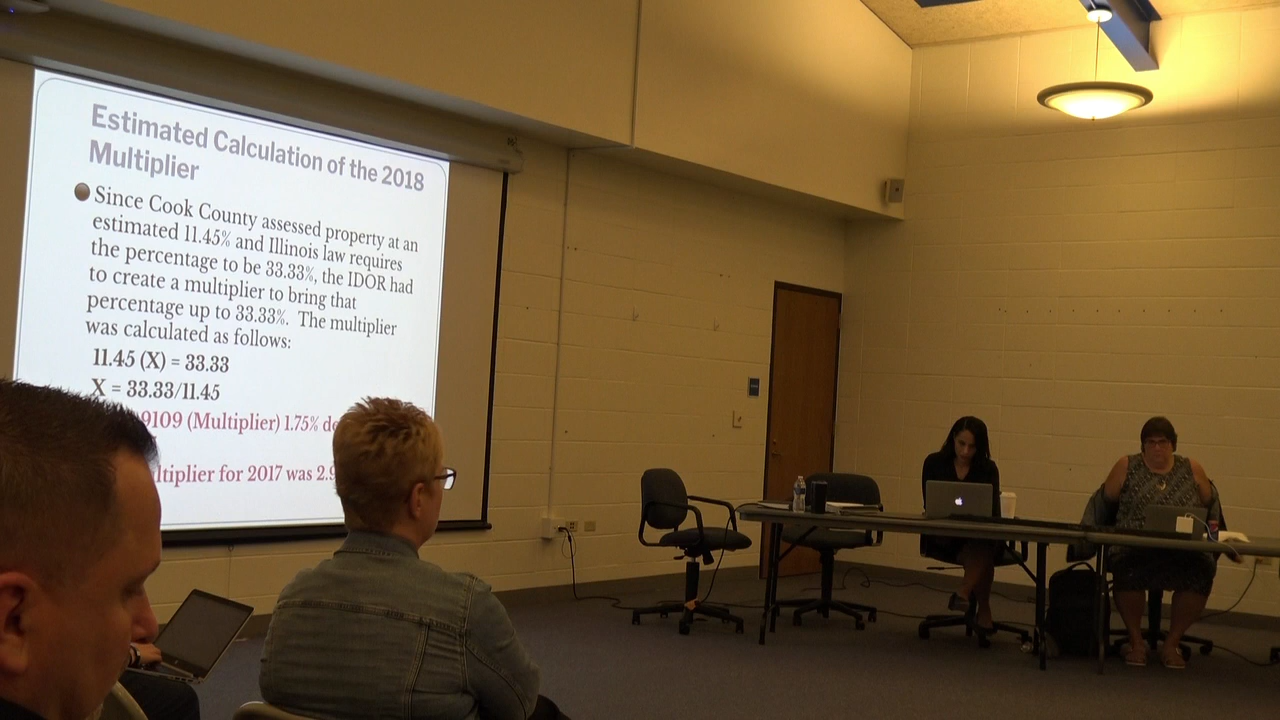 Estimated Calculation of the 2018
Multiplier
Since Cook County assessed property at an
estimated 11.45% and Illinois law requires
the percentage to be 33.33%, the IDOR had
to create a multiplier to bring that
percentage up to 33.33%. The multiplier
was calculated as follows:
11.45 (X) = 33.33
X = 33.33/11.45
9109 (Multiplier) 1.75% de
ltiplier for 2017 was 2.9